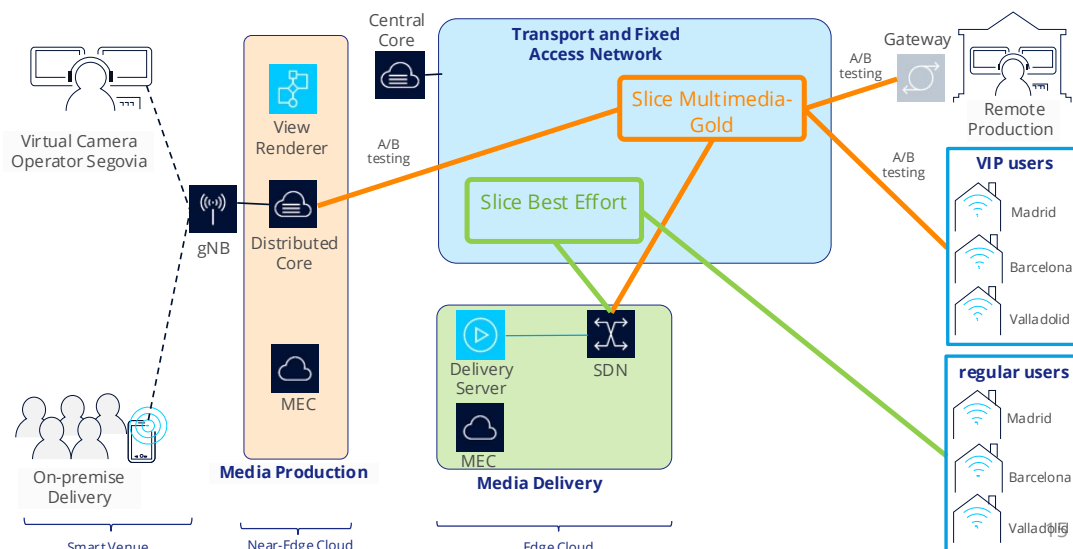 Central
Core
Transport and Fixed
Access Network
Gateway
A/B
testing
Remote
Production
Slice Multimedia-
Gold
View
Renderer
Virtual Camera
Operator Segovia
A/B
testing
A/B
testing
VIP users
Madrid
Barcelona
Valladolid
Slice Best Effort
gNB
Distributed
Core
MEC
Delivery
Server
SDN
MEC
regular users
Madrid
Barcelona
Valladolid
On-premise
Delivery
Media Production
Media Delivery
Smart Venue
Near-Edge Cloud
Edge Cloud